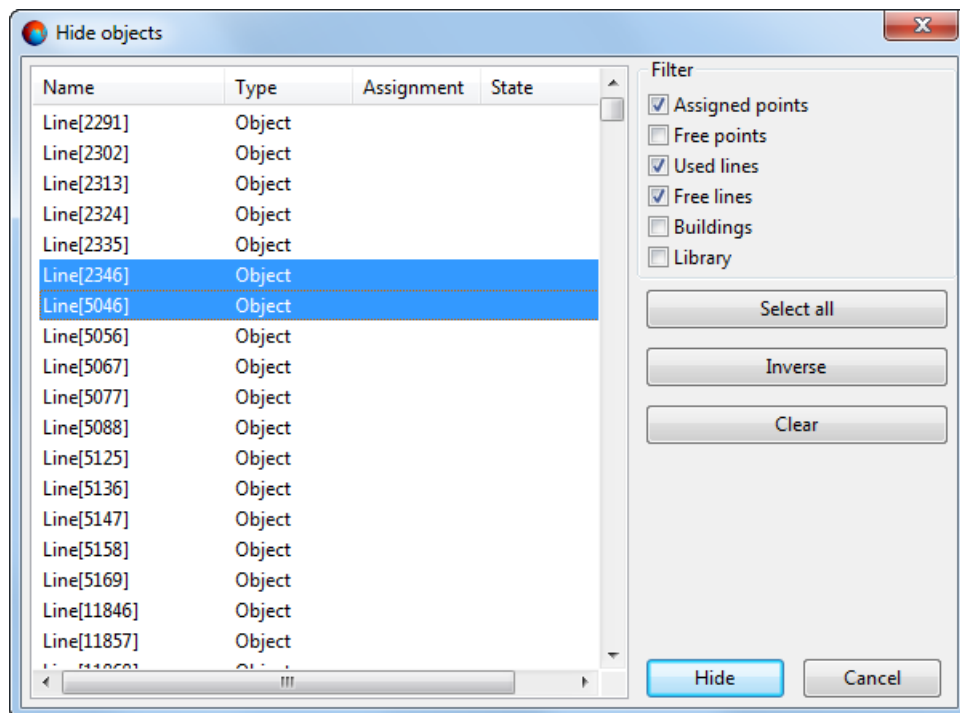 Hide objects
Name Type Assignment State
Line[2291] Object
Line[2302] Object
Line[2313] Object
Line[2324] Object
Line[2335] Object
Line[2346] Object
Line[5046] Object
Line[5056] Object
Line[5067] Object
Line[5077] Object
Line[5088] Object
Line[5125] Object
Line[5136] Object
Line[5147] Object
Line[5158] Object
Line[5169] Object
Line[11846] Object
Line[11857] Object
Filter
Assigned points
Free points
Used lines
Free lines
Buildings
Library
Select all
Inverse
Clear
Hide Cancel